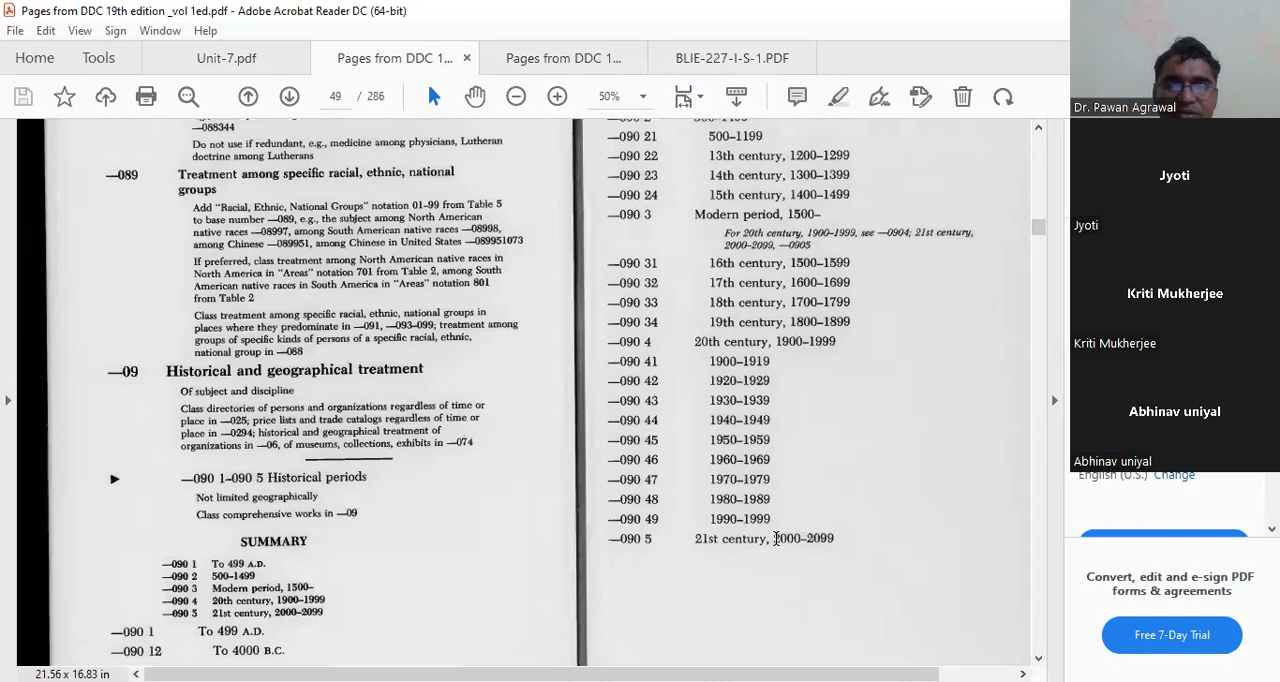 Pages from DDC 19th edition _vol 1ed.pdf - Adobe Acrobat Reader DC (64-bit)
File Edit View Sign Window Help
Home Tools Unit-7.pdf Pages from DDC 1... × Pages from DDC 1... BLIE-227-I-S-1.PDF
49 / 286 50%
—088344
Do not use if redundant, e.g., medicine among physicians, Lutheran
doctrine among Lutherans
—089 Treatment among specific racial, ethnic, national
groups
Add "Racial, Ethnic, National Groups" notation 01–99 from Table 5
to base number —089, e.g., the subject among North American
native races —08997, among South American native races —08998,
among Chinese —089951, among Chinese in United States —089951073
If preferred, class treatment among North American native races in
North America in "Areas" notation 701 from Table 2, among South
American native races in South America in "Areas" notation 801
from Table 2
Class treatment among specific racial, ethnic, national groups in
places where they predominate in —091, —093-099; treatment among
groups of specific kinds of persons of a specific racial, ethnic,
national group in —088
—09 Historical and geographical treatment
Of subject and discipline
Class directories of persons and organizations regardless of time or
place in —025; price lists and trade catalogs regardless of time or
place in —0294; historical and geographical treatment of
organizations in —06, of museums, collections, exhibits in —074
—090 1–090 5 Historical periods
Not limited geographically
Class comprehensive works in —09
SUMMARY
—090 1 To 499 A.D.
—090 2 500-1499
—090 3 Modern period, 1500–
—090 4 20th century, 1900–1999
—090 5 21st century, 2000–2099
—090 1 To 499 A.D.
—090 12 To 4000 B.C.
—090 21 500–1199
—090 22 13th century, 1200–1299
—090 23 14th century, 1300–1399
—090 24 15th century, 1400–1499
—090 3 Modern period, 1500–
For 20th century, 1900–1999, see —0904; 21st century,
2000–2099, —0905
—090 31 16th century, 1500–1599
—090 32 17th century, 1600–1699
—090 33 18th century, 1700–1799
—090 34 19th century, 1800–1899
—090 4 20th century, 1900–1999
—090 41 1900–1919
—090 42 1920–1929
—090 43 1930–1939
—090 44 1940–1949
—090 45 1950–1959
—090 46 1960–1969
—090 47 1970–1979
—090 48 1980–1989
—090 49 1990–1999
—090 5 21st century, 2000–2099
21.56 x 16.83 in
Dr. Pawan Agrawal
Jyoti
Jyoti
Kriti Mukherjee
Kriti Mukherjee
Abhinav uniyal
Abhinav uniyal
English (U.S.) Change
Convert, edit and e-sign PDF
forms & agreements
Free 7-Day Trial